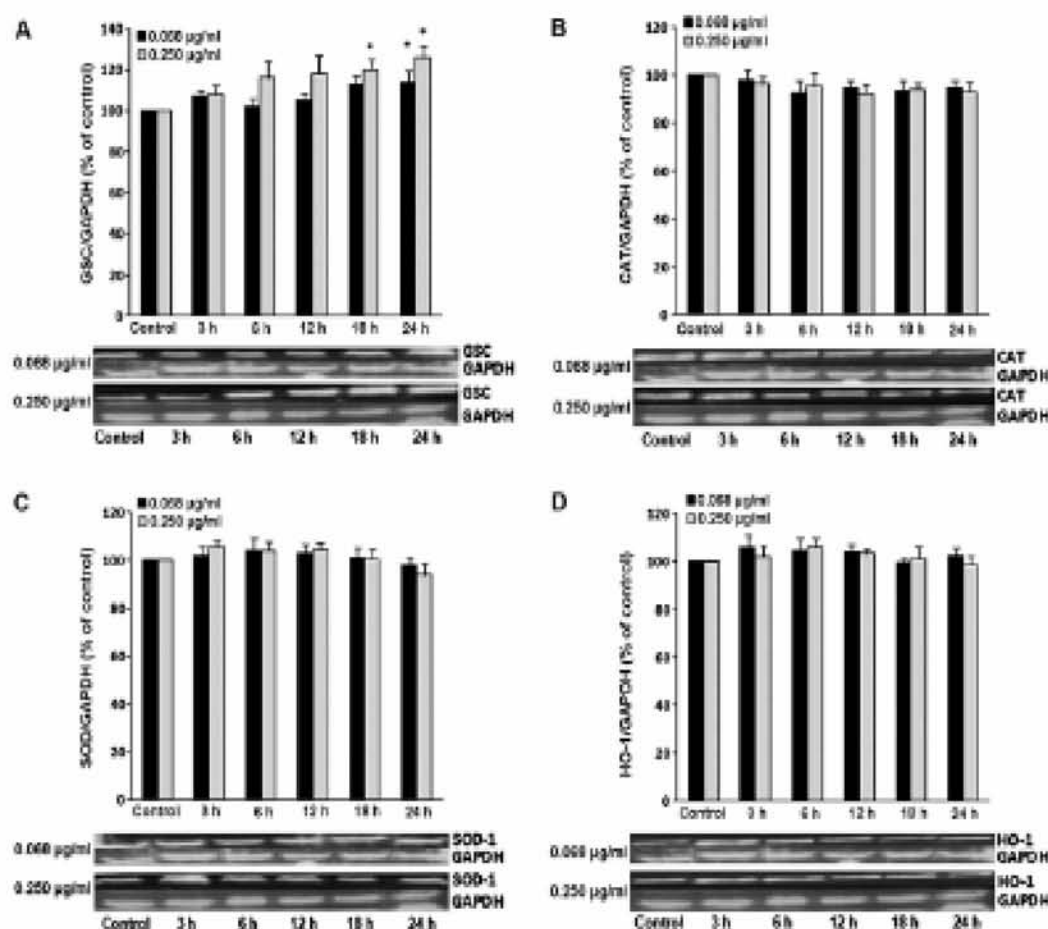 A
140
120
100
80
60
40
20
0
GSC/GAPDH (% of control)
0.068 µg/ml
0.250 µg/ml
* * *
Control 3 h 6 h 12 h 18 h 24 h
0.068 µg/ml
GSC
GAPDH
0.250 µg/ml
GSC
GAPDH
Control 3 h 6 h 12 h 18 h 24 h
B
120
100
80
60
40
20
0
CAT/GAPDH (% of control)
0.068 µg/ml
0.250 µg/ml
Control 3 h 6 h 12 h 18 h 24 h
0.068 µg/ml
CAT
GAPDH
0.250 µg/ml
CAT
GAPDH
Control 3 h 6 h 12 h 18 h 24 h
C
120
100
80
60
40
20
0
SOD/GAPDH (% of control)
0.068 µg/ml
0.250 µg/ml
Control 3 h 6 h 12 h 18 h 24 h
0.068 µg/ml
SOD-1
GAPDH
0.250 µg/ml
SOD-1
GAPDH
Control 3 h 6 h 12 h 18 h 24 h
D
120
100
80
60
40
20
0
HO-1/GAPDH (% of control)
0.068 µg/ml
0.250 µg/ml
Control 3 h 6 h 12 h 18 h 24 h
0.068 µg/ml
HO-1
GAPDH
0.250 µg/ml
HO-1
GAPDH
Control 3 h 6 h 12 h 18 h 24 h